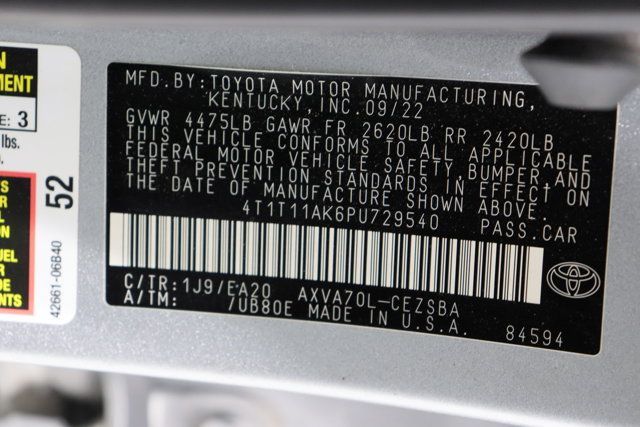 MFD. BY: TOYOTA MOTOR MANUFACTURING,
KENTUCKY, INC. 09/22
GVWR 4475LB GAWR FR 2620LB RR 2420LB
THIS VEHICLE CONFORMS TO ALL APPLICABLE
FEDERAL MOTOR VEHICLE SAFETY, BUMPER, AND
THEFT PREVENTION STANDARDS IN EFFECT ON
THE DATE OF MANUFACTURE SHOWN ABOVE.
4T1T11AK6PU729540 PASS. CAR
C/TR: 1J9/EA20 AXVA70L-CEZSBA
A/TM: /UB80E MADE IN U.S.A.
84594
E: 3
lbs.
52
42661-06B40